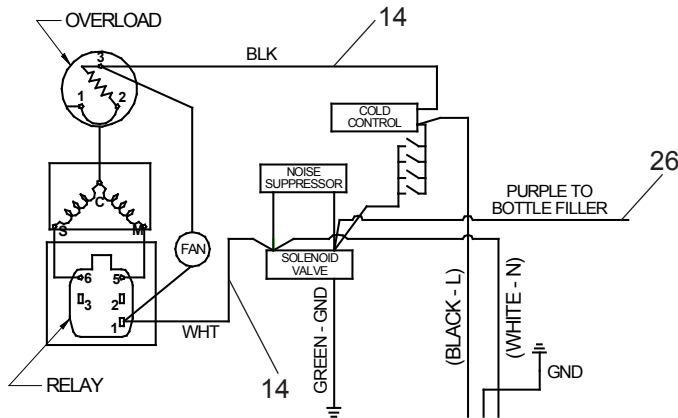 OVERLOAD
14
BLK
3
1
2
COLD
CONTROL
NOISE
SUPPRESSOR
26
PURPLE TO
BOTTLE FILLER
C
S
M
FAN
SOLENOID
VALVE
6
5
3
2
1
WHT
GREEN - GND
(BLACK - L)
(WHITE - N)
GND
14
RELAY